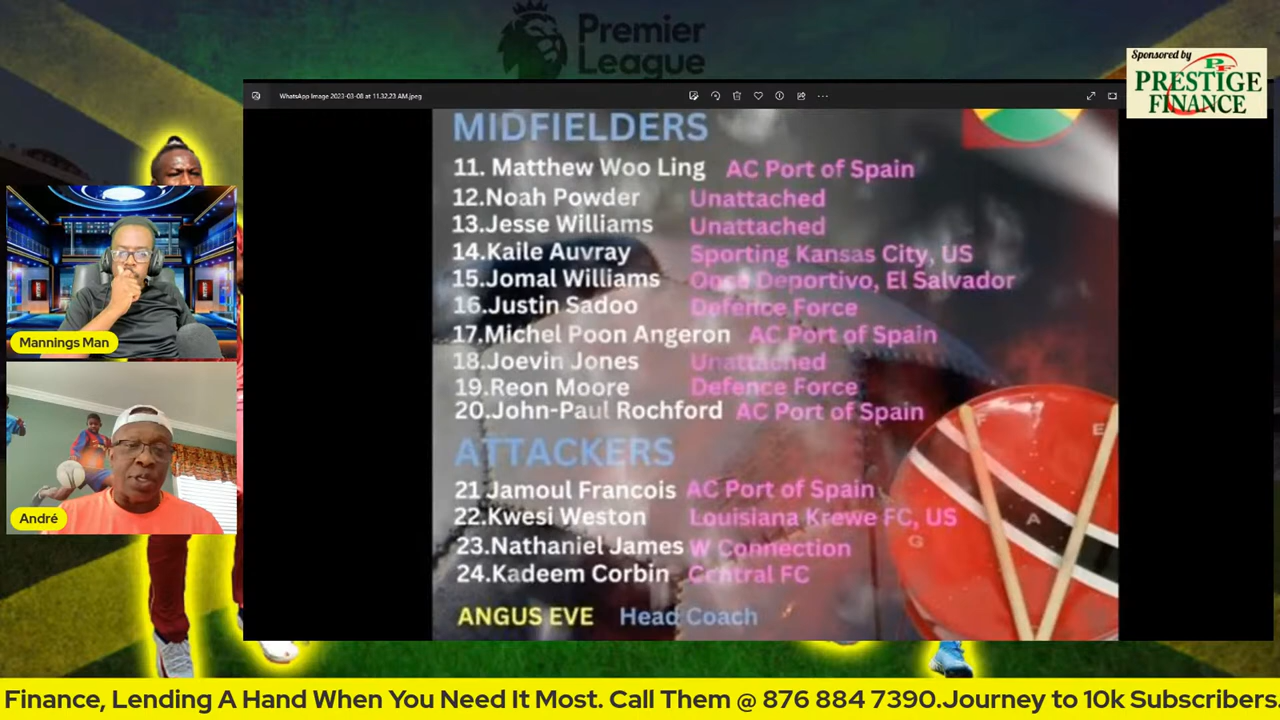 Premier
League
Sponsored by
PF
PRESTIGE
FINANCE
WhatsApp Image 2023-03-08 at 11.32.23 AM.jpeg
MIDFIELDERS
11. Matthew Woo Ling AC Port of Spain
12.Noah Powder Unattached
13.Jesse Williams Unattached
14.Kaile Auvray Sporting Kansas City, US
15.Jomal Williams Once Deportivo, El Salvador
16.Justin Sadoo Defence Force
17.Michel Poon Angeron AC Port of Spain
18.Joevin Jones Unattached
19.Reon Moore Defence Force
20.John-Paul Rochford AC Port of Spain
ATTACKERS
21 Jamoul Francois AC Port of Spain
22.Kwesi Weston Louisiana Krewe FC, US
23.Nathaniel James W Connection
24.Kadeem Corbin Central FC
ANGUS EVE Head Coach
F
E
A
G
Mannings Man
André
Finance, Lending A Hand When You Need It Most. Call Them @ 876 884 7390.Journey to 10k Subscribers.